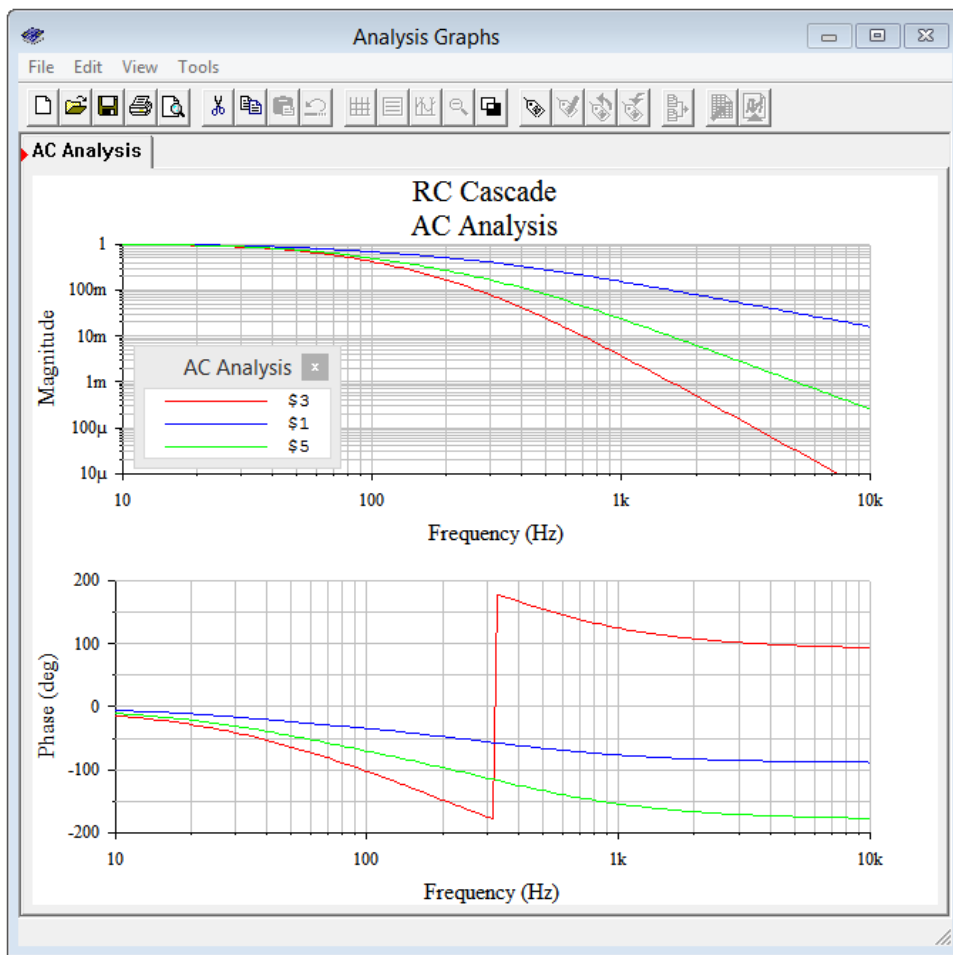 Analysis Graphs
File Edit View Tools
AC Analysis
RC Cascade
AC Analysis
Magnitude
1
100m
10m
1m
100µ
10µ
AC Analysis x
$3
$1
$5
10 100 1k 10k
Frequency (Hz)
Phase (deg)
200
100
0
-100
-200
10 100 1k 10k
Frequency (Hz)